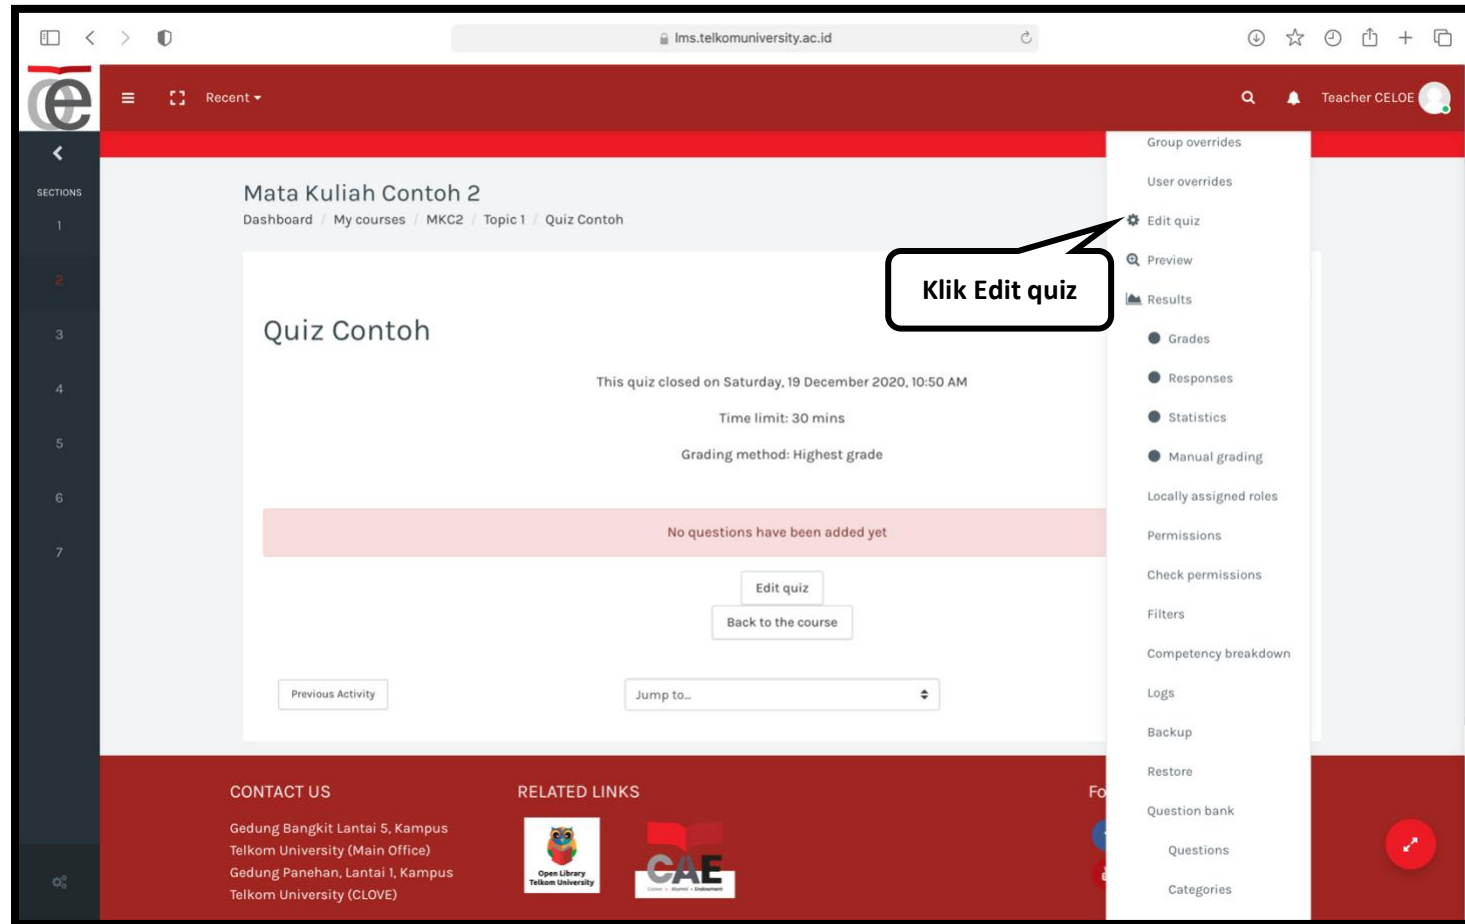 lms.telkomuniversity.ac.id
Recent
Teacher CELOE
SECTIONS
1
2
3
4
5
6
7
Mata Kuliah Contoh 2
Dashboard / My courses / MKC2 / Topic 1 / Quiz Contoh
Quiz Contoh
This quiz closed on Saturday, 19 December 2020, 10:50 AM
Time limit: 30 mins
Grading method: Highest grade
No questions have been added yet
Edit quiz
Back to the course
Previous Activity
Jump to...
Klik Edit quiz
Group overrides
User overrides
Edit quiz
Preview
Results
Grades
Responses
Statistics
Manual grading
Locally assigned roles
Permissions
Check permissions
Filters
Competency breakdown
Logs
Backup
Restore
Question bank
Questions
Categories
CONTACT US
Gedung Bangkit Lantai 5, Kampus
Telkom University (Main Office)
Gedung Panehan, Lantai 1, Kampus
Telkom University (CLOVE)
RELATED LINKS
Open Library
Telkom University
CAE
Career • Alumni • Endowment
Fo